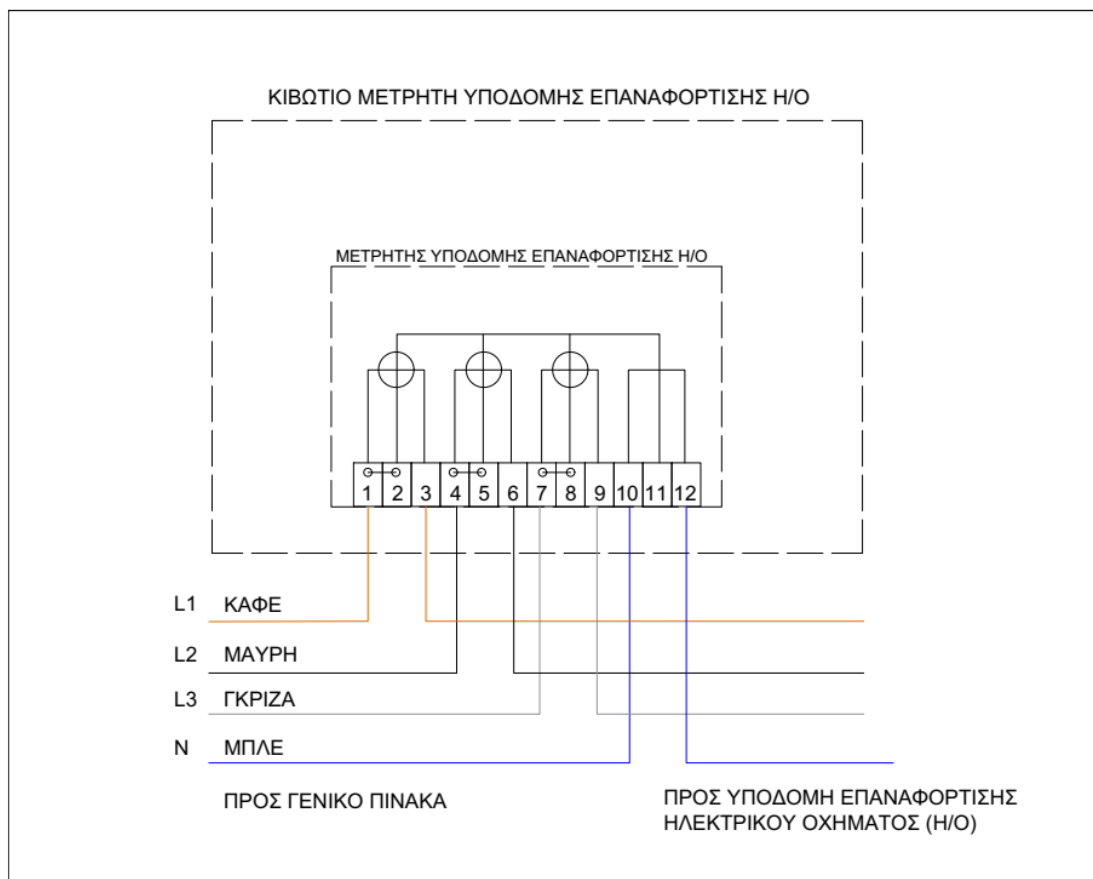 ΚΙΒΩΤΙΟ ΜΕΤΡΗΤΗ ΥΠΟΔΟΜΗΣ ΕΠΑΝΑΦΟΡΤΙΣΗΣ Η/Ο
ΜΕΤΡΗΤΗΣ ΥΠΟΔΟΜΗΣ ΕΠΑΝΑΦΟΡΤΙΣΗΣ Η/Ο
1 2 3 4 5 6 7 8 9 10 11 12
L1 ΚΑΦΕ
L2 ΜΑΥΡΗ
L3 ΓΚΡΙΖΑ
N ΜΠΛΕ
ΠΡΟΣ ΓΕΝΙΚΟ ΠΙΝΑΚΑ
ΠΡΟΣ ΥΠΟΔΟΜΗ ΕΠΑΝΑΦΟΡΤΙΣΗΣ
ΗΛΕΚΤΡΙΚΟΥ ΟΧΗΜΑΤΟΣ (Η/Ο)